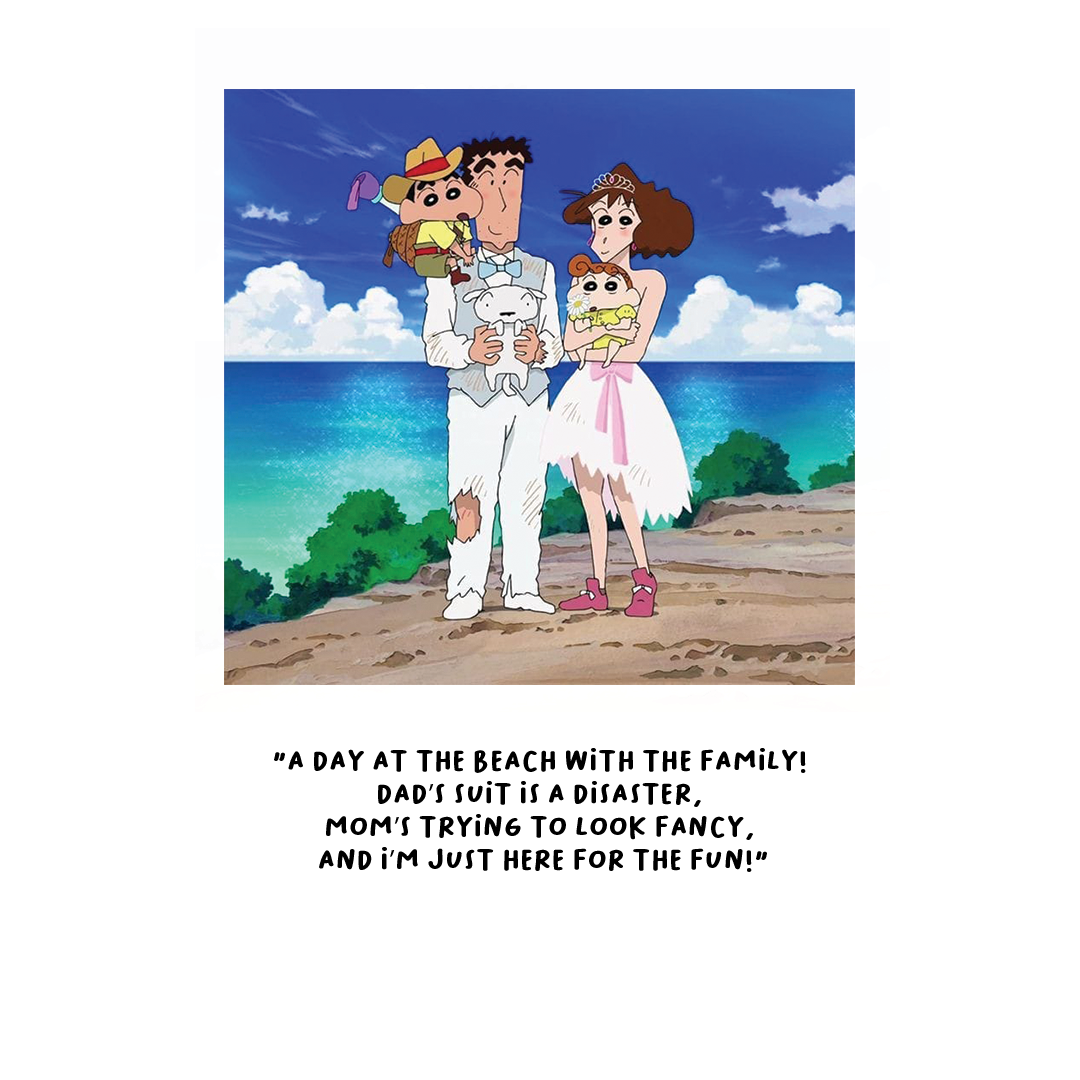 "A DAY AT THE BEACH WITH THE FAMILY!
DAD'S SUIT IS A DISASTER,
MOM'S TRYING TO LOOK FANCY,
AND I'M JUST HERE FOR THE FUN!"